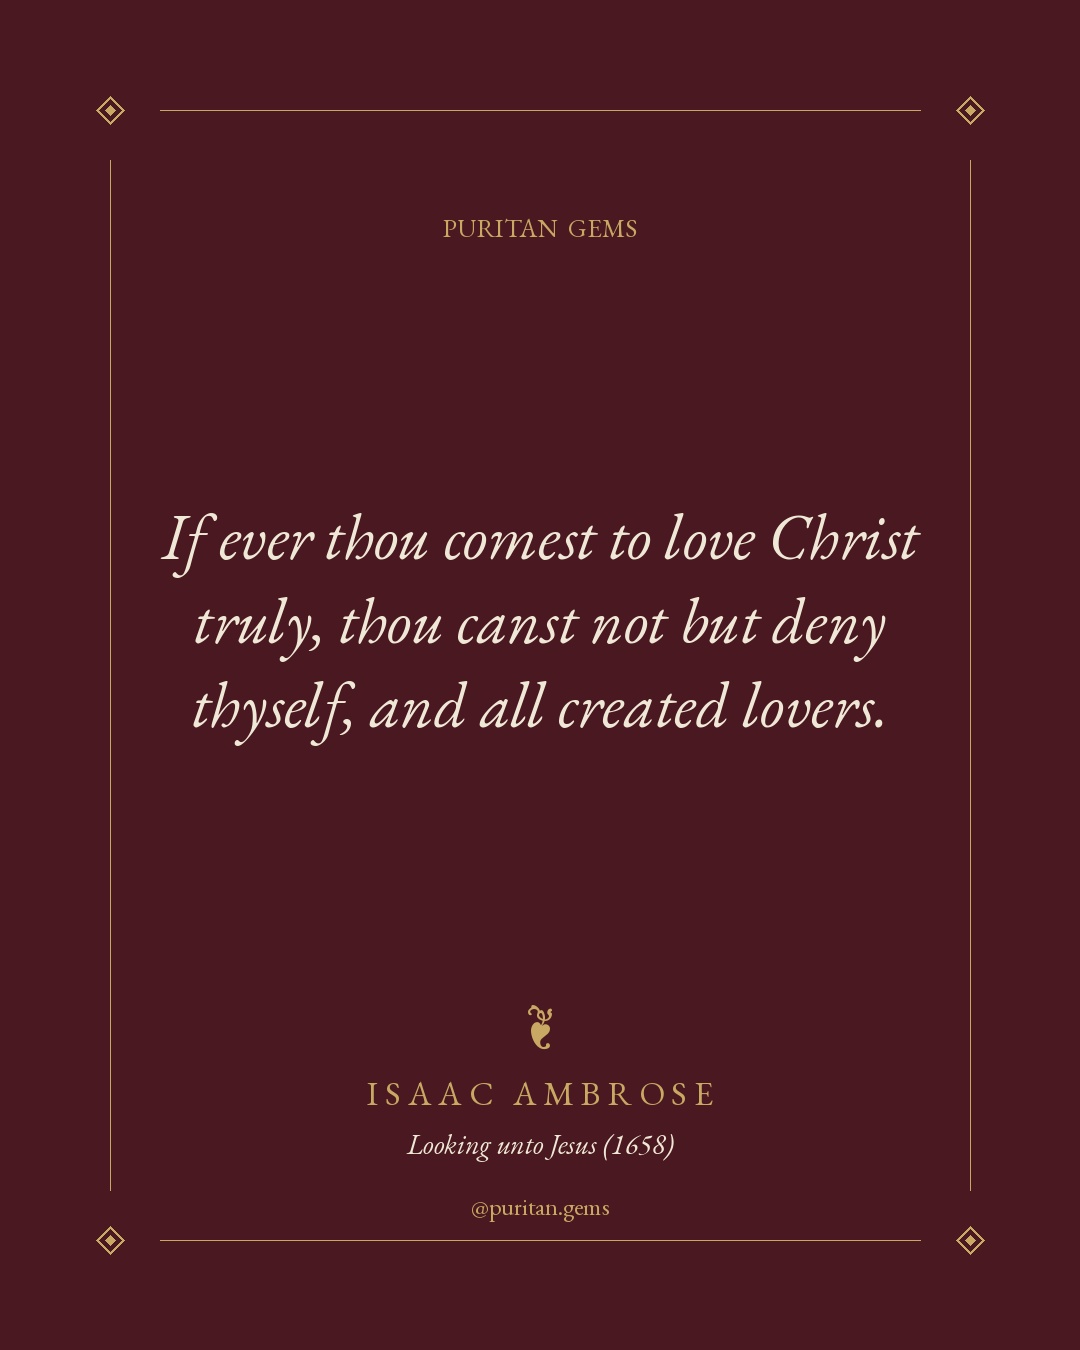 PURITAN GEMS
If ever thou comest to love Christ
truly, thou canst not but deny
thyself, and all created lovers.
ISAAC AMBROSE
Looking unto Jesus (1658)
@puritan.gems